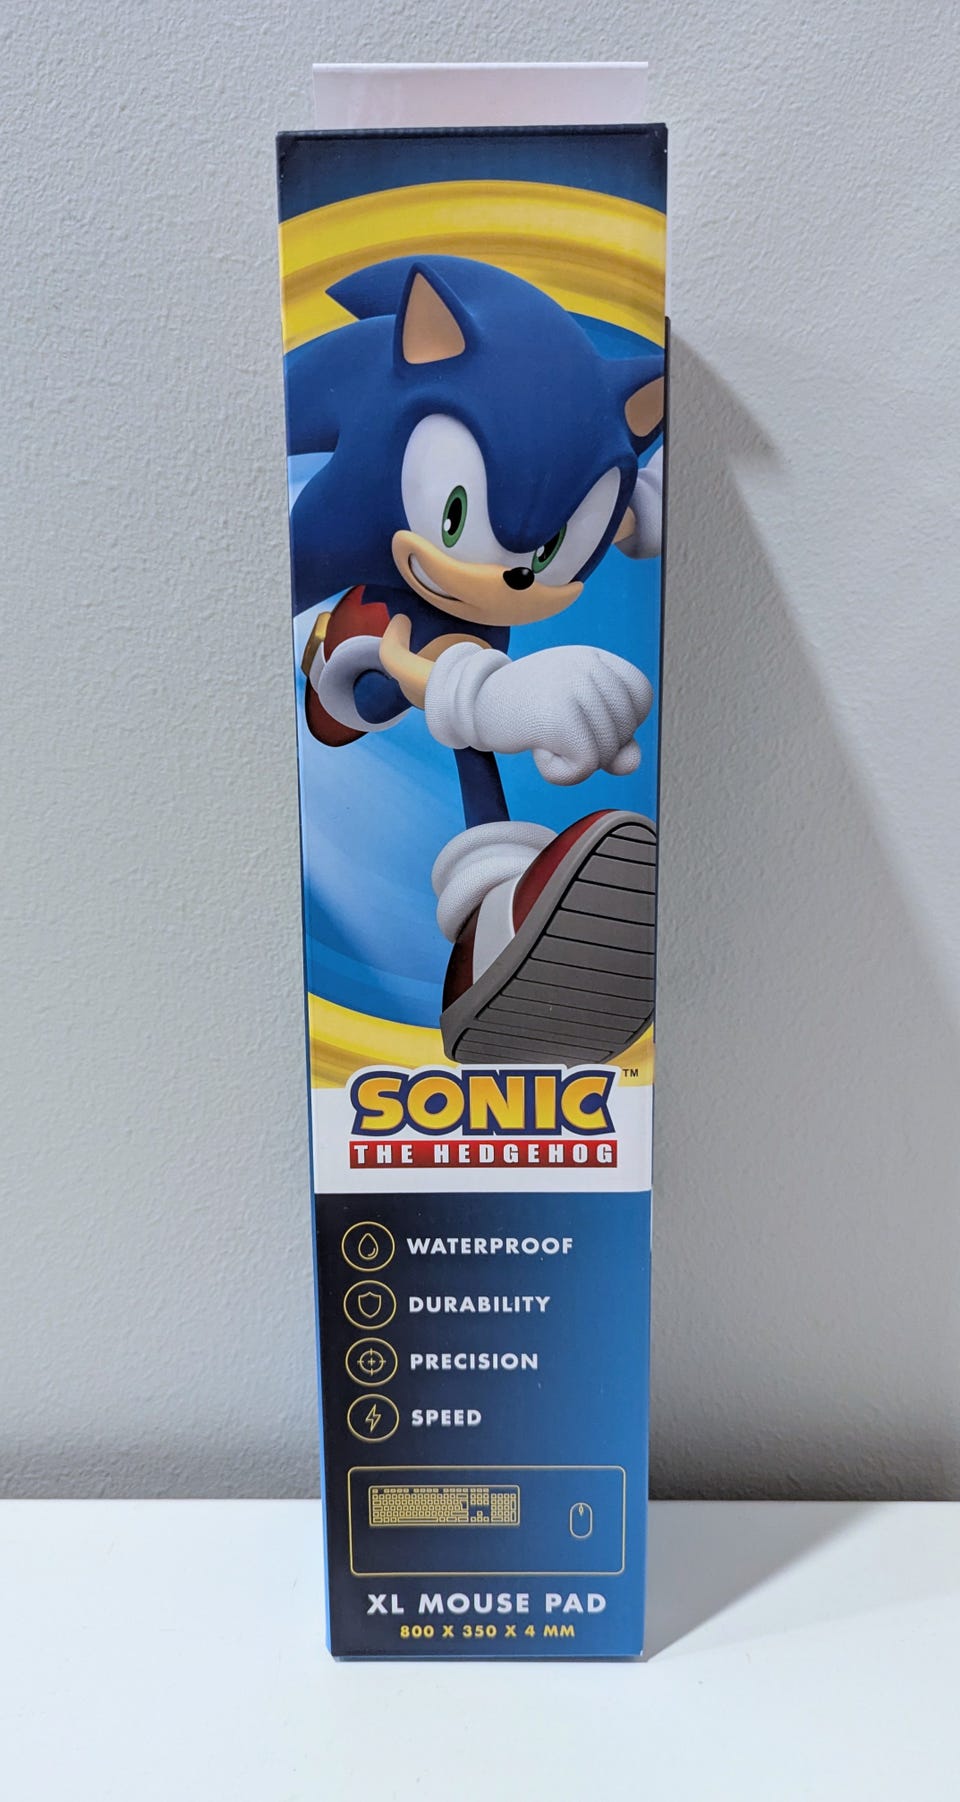 SONIC™
THE HEDGEHOG
WATERPROOF
DURABILITY
PRECISION
SPEED
XL MOUSE PAD
800 X 350 X 4 MM